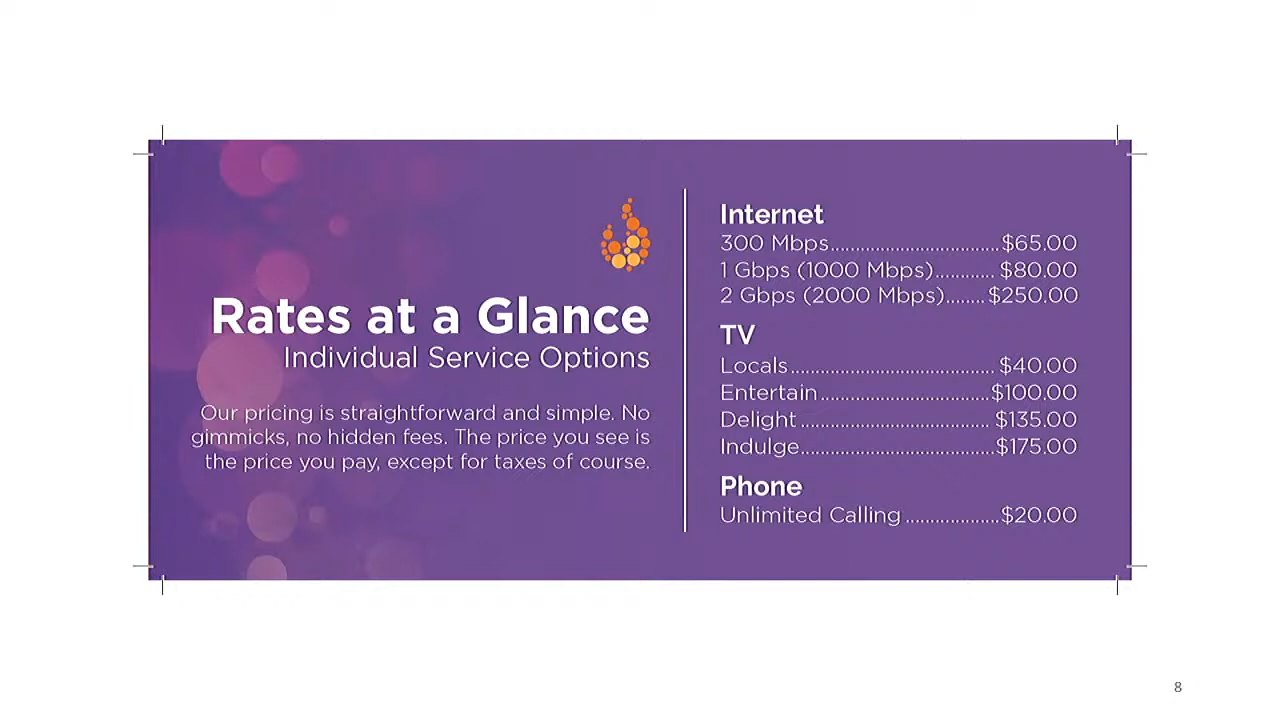 Rates at a Glance
Individual Service Options
Our pricing is straightforward and simple. No
gimmicks, no hidden fees. The price you see is
the price you pay, except for taxes of course.
Internet
300 Mbps..................................$65.00
1 Gbps (1000 Mbps)............ $80.00
2 Gbps (2000 Mbps)........$250.00
TV
Locals......................................... $40.00
Entertain..................................$100.00
Delight...................................... $135.00
Indulge.......................................$175.00
Phone
Unlimited Calling...................$20.00
8